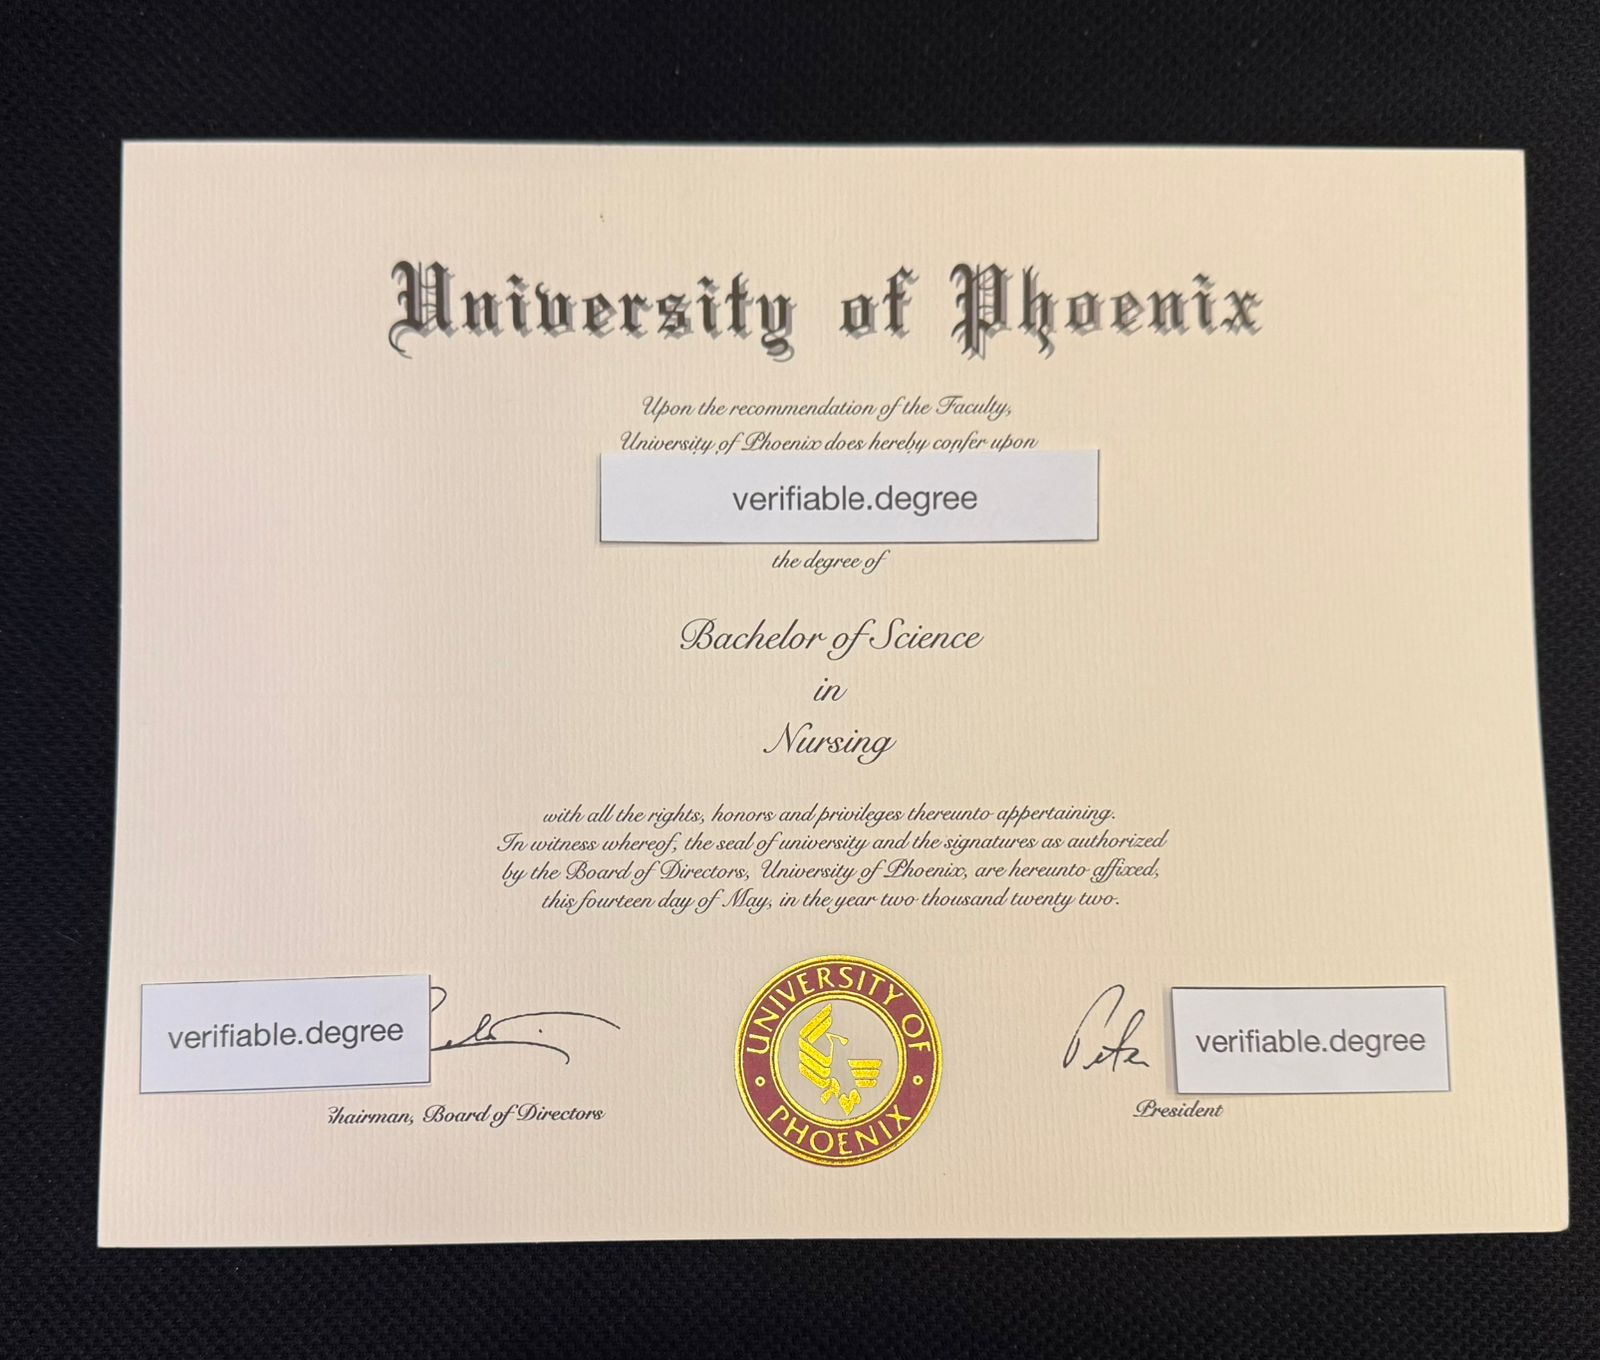 University of Phoenix
Upon the recommendation of the Faculty,
University of Phoenix does hereby confer upon
verifiable.degree
the degree of
Bachelor of Science
in
Nursing
with all the rights, honors and privileges thereunto appertaining.
In witness whereof, the seal of university and the signatures as authorized
by the Board of Directors, University of Phoenix, are hereunto affixed,
this fourteen day of May, in the year two thousand twenty two.
verifiable.degree
Chairman, Board of Directors
UNIVERSITY OF PHOENIX
Peter
verifiable.degree
President